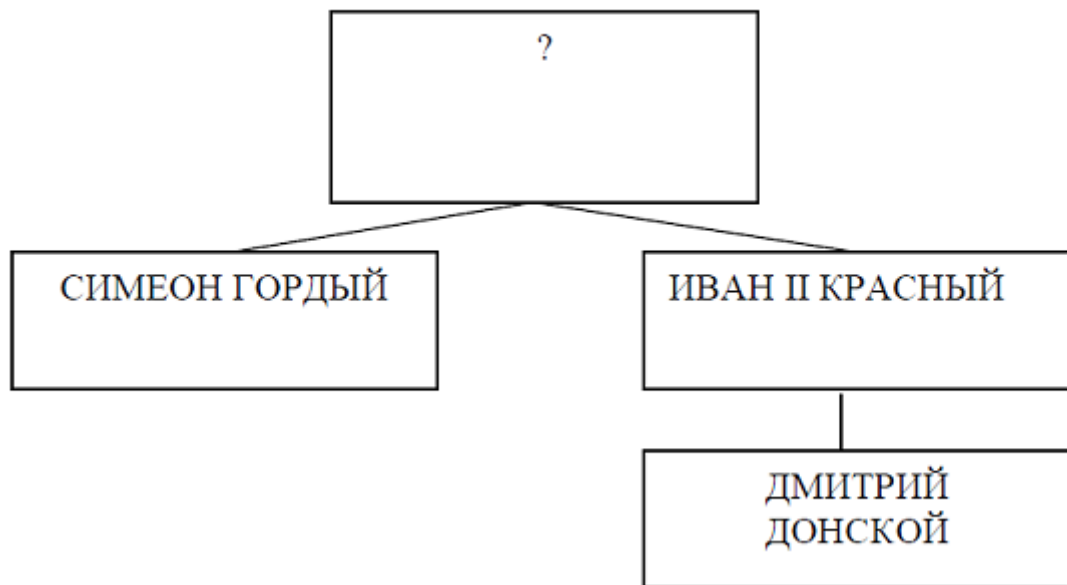 ?
СИМЕОН ГОРДЫЙ
ИВАН II КРАСНЫЙ
ДМИТРИЙ
ДОНСКОЙ